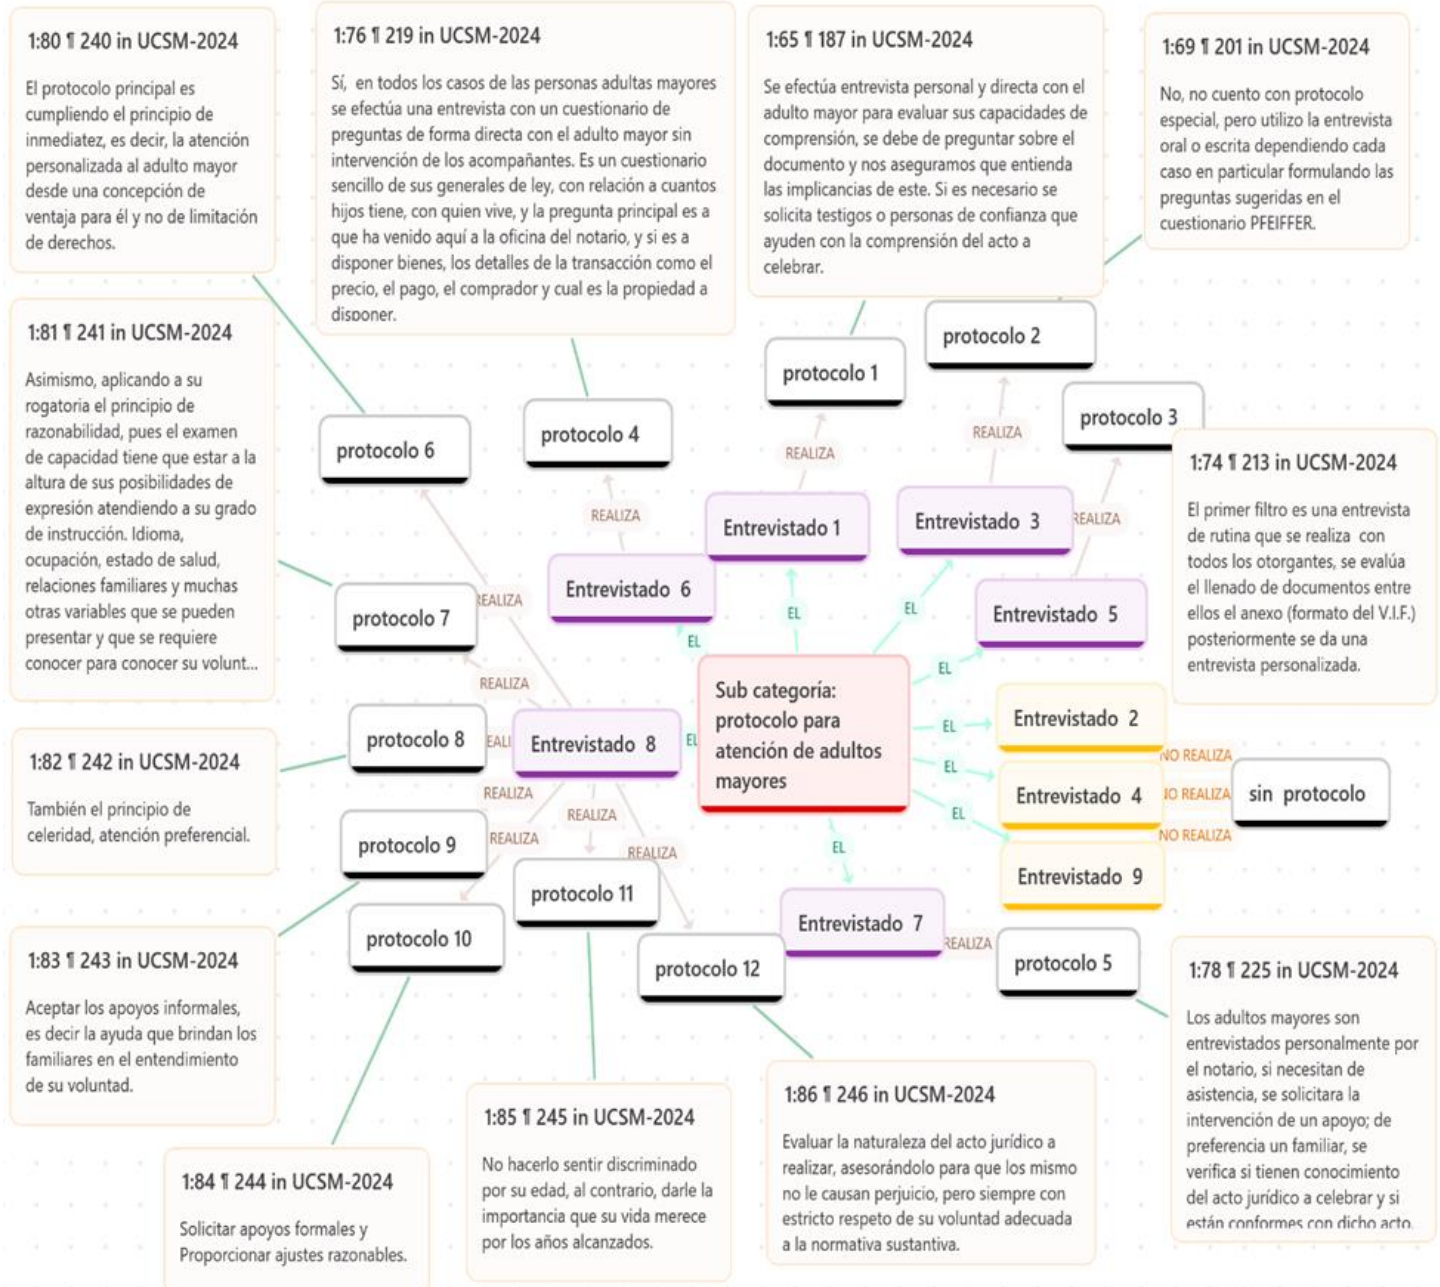 1:80 ¶ 240 in UCSM-2024
El protocolo principal es
cumpliendo el principio de
inmediatez, es decir, la atención
personalizada al adulto mayor
desde una concepción de
ventaja para él y no de limitación
de derechos.
1:76 ¶ 219 in UCSM-2024
Sí, en todos los casos de las personas adultas mayores
se efectúa una entrevista con un cuestionario de
preguntas de forma directa con el adulto mayor sin
intervención de los acompañantes. Es un cuestionario
sencillo de sus generales de ley, con relación a cuantos
hijos tiene, con quien vive, y la pregunta principal es a
que ha venido aquí a la oficina del notario, y si es a
disponer bienes, los detalles de la transacción como el
precio, el pago, el comprador y cual es la propiedad a
disponer.
1:65 ¶ 187 in UCSM-2024
Se efectúa entrevista personal y directa con el
adulto mayor para evaluar sus capacidades de
comprensión, se debe de preguntar sobre el
documento y nos aseguramos que entienda
las implicancias de este. Si es necesario se
solicita testigos o personas de confianza que
ayuden con la comprensión del acto a
celebrar.
1:69 ¶ 201 in UCSM-2024
No, no cuento con protocolo
especial, pero utilizo la entrevista
oral o escrita dependiendo cada
caso en particular formulando las
preguntas sugeridas en el
cuestionario PFEIFFER.
1:81 ¶ 241 in UCSM-2024
Asimismo, aplicando a su
rogatoria el principio de
razonabilidad, pues el examen
de capacidad tiene que estar a la
altura de sus posibilidades de
expresión atendiendo a su grado
de instrucción. Idioma,
ocupación, estado de salud,
relaciones familiares y muchas
otras variables que se pueden
presentar y que se requiere
conocer para conocer su volunt...
protocolo 2
protocolo 1
protocolo 3
protocolo 4
protocolo 6
REALIZA
REALIZA
REALIZA
REALIZA
1:74 ¶ 213 in UCSM-2024
El primer filtro es una entrevista
de rutina que se realiza con
todos los otorgantes, se evalúa
el llenado de documentos entre
ellos el anexo (formato del V.I.F.)
posteriormente se da una
entrevista personalizada.
Entrevistado 1
Entrevistado 3
Entrevistado 6
Entrevistado 5
REALIZA
protocolo 7
EL
EL
EL
EL
REALIZA
Sub categoría:
protocolo para
atención de adultos
mayores
EL
Entrevistado 2
protocolo 8
EALI
Entrevistado 8
EL
NO REALIZA
1:82 ¶ 242 in UCSM-2024
También el principio de
celeridad, atención preferencial.
EL
Entrevistado 4
NO REALIZA
sin protocolo
REALIZA
REALIZA
EL
NO REALIZA
protocolo 9
REALIZA
REALIZA
EL
Entrevistado 9
protocolo 11
protocolo 10
Entrevistado 7
REALIZA
protocolo 5
protocolo 12
1:83 ¶ 243 in UCSM-2024
Aceptar los apoyos informales,
es decir la ayuda que brindan los
familiares en el entendimiento
de su voluntad.
1:78 ¶ 225 in UCSM-2024
Los adultos mayores son
entrevistados personalmente por
el notario, si necesitan de
asistencia, se solicitara la
intervención de un apoyo; de
preferencia un familiar, se
verifica si tienen conocimiento
del acto jurídico a celebrar y si
están conformes con dicho acto.
1:84 ¶ 244 in UCSM-2024
Solicitar apoyos formales y
Proporcionar ajustes razonables.
1:85 ¶ 245 in UCSM-2024
No hacerlo sentir discriminado
por su edad, al contrario, darle la
importancia que su vida merece
por los años alcanzados.
1:86 ¶ 246 in UCSM-2024
Evaluar la naturaleza del acto jurídico a
realizar, asesorándolo para que los mismo
no le causan perjuicio, pero siempre con
estricto respeto de su voluntad adecuada
a la normativa sustantiva.